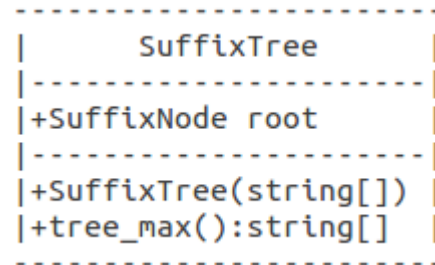 -------------------------
|      SuffixTree       |
|-----------------------|
|+SuffixNode root       |
|-----------------------|
|+SuffixTree(string[])  |
|+tree_max():string[]   |
-------------------------